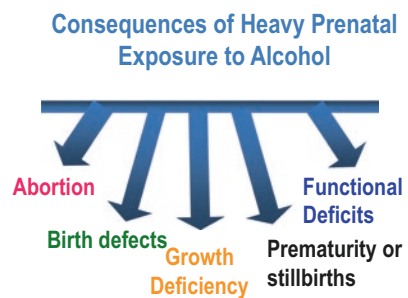 Consequences of Heavy Prenatal
Exposure to Alcohol
Abortion
Birth defects
Growth
Deficiency
Prematurity or
stillbirths
Functional
Deficits